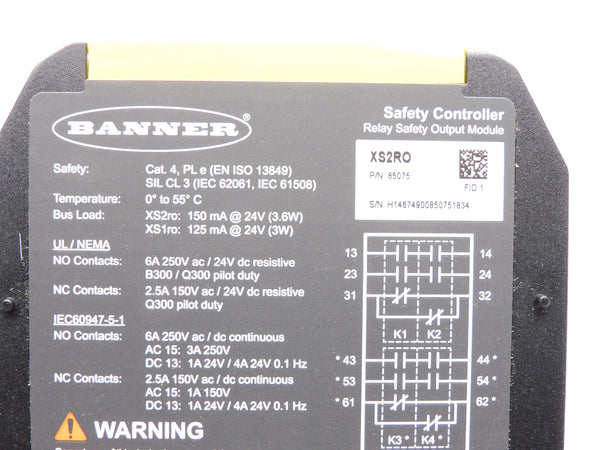 BANNER®
Safety Controller
Relay Safety Output Module
XS2RO
P/N: 85075
FID 1
S/N: H14674900850751834
Safety: Cat. 4, PL e (EN ISO 13849)
SIL CL 3 (IEC 62061, IEC 61508)
Temperature: 0° to 55° C
Bus Load: XS2ro: 150 mA @ 24V (3.6W)
XS1ro: 125 mA @ 24V (3W)
UL / NEMA
NO Contacts: 6A 250V ac / 24V dc resistive
B300 / Q300 pilot duty
NC Contacts: 2.5A 150V ac / 24V dc resistive
Q300 pilot duty
IEC60947-5-1
NO Contacts: 6A 250V ac / dc continuous
AC 15: 3A 250V
DC 13: 1A 24V / 4A 24V 0.1 Hz
NC Contacts: 2.5A 150V ac / dc continuous
AC 15: 1A 150V
DC 13: 1A 24V / 4A 24V 0.1 Hz
WARNING
13 14
23 24
31 32
K1 K2
* 43 44 *
* 53 54 *
* 61 62 *
K3 * K4 *